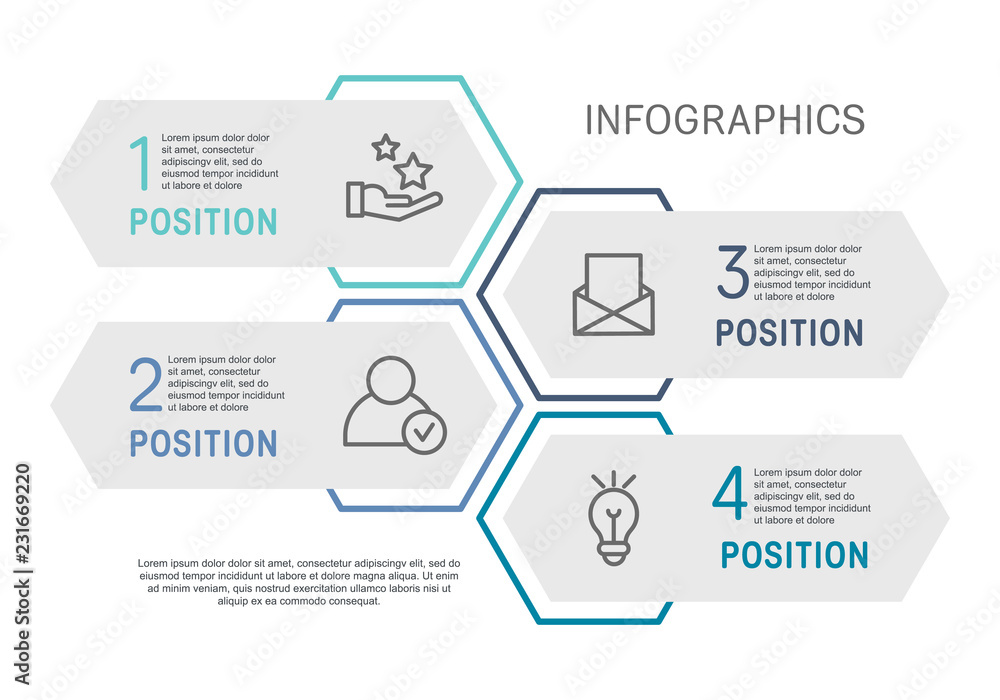 INFOGRAPHICS
1
Lorem ipsum dolor dolor
sit amet, consectetur
adipiscing elit, sed do
eiusmod tempor incididunt
ut labore et dolore
POSITION
2
Lorem ipsum dolor dolor
sit amet, consectetur
adipiscingv elit, sed do
eiusmod tempor incididunt
ut labore et dolore
POSITION
3
Lorem ipsum dolor dolor
sit amet, consectetur
adipiscing elit, sed do
eiusmod tempor incididunt
ut labore et dolore
POSITION
4
Lorem ipsum dolor dolor
sit amet, consectetur
adipiscing elit, sed do
eiusmod tempor incididunt
ut labore et dolore
POSITION
Lorem ipsum dolor sit amet, consectetur adipiscing elit, sed do
eiusmod tempor incididunt ut labore et dolore magna aliqua. Ut enim
ad minim veniam, quis nostrud exercitation ullamco laboris nisi ut
aliquip ex ea commodo consequat.
Adobe Stock | #231669220